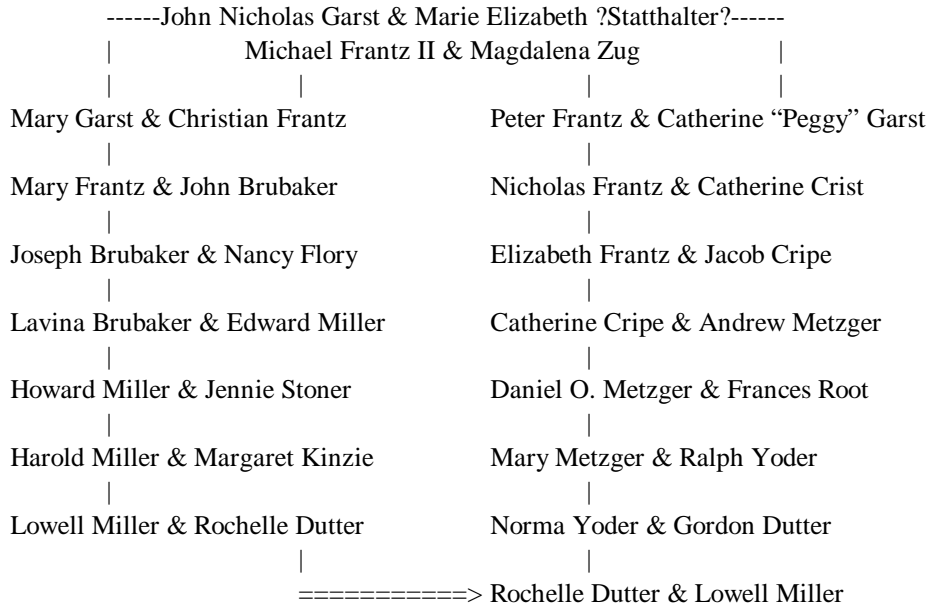 ------John Nicholas Garst & Marie Elizabeth ?Statthalter?------
| Michael Frantz II & Magdalena Zug |
| | | |
Mary Garst & Christian Frantz Peter Frantz & Catherine “Peggy” Garst
| |
Mary Frantz & John Brubaker Nicholas Frantz & Catherine Crist
| |
Joseph Brubaker & Nancy Flory Elizabeth Frantz & Jacob Cripe
| |
Lavina Brubaker & Edward Miller Catherine Cripe & Andrew Metzger
| |
Howard Miller & Jennie Stoner Daniel O. Metzger & Frances Root
| |
Harold Miller & Margaret Kinzie Mary Metzger & Ralph Yoder
| |
Lowell Miller & Rochelle Dutter Norma Yoder & Gordon Dutter
| |
===========> Rochelle Dutter & Lowell Miller